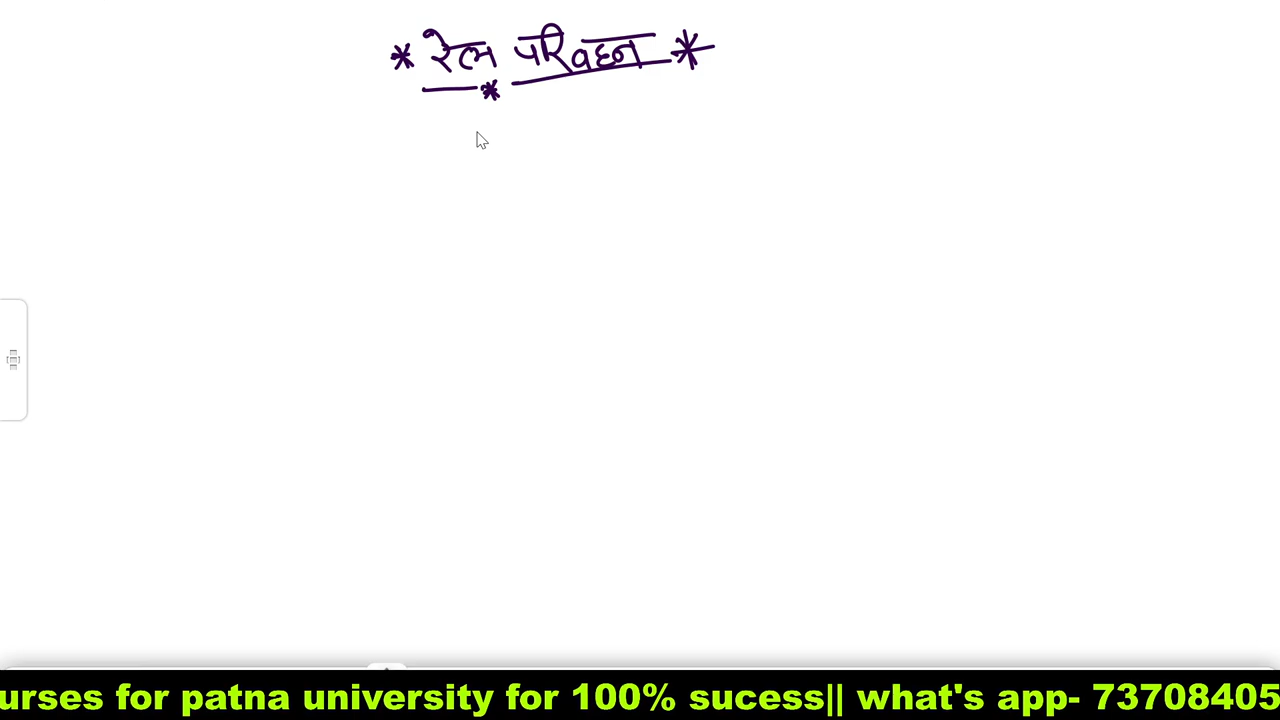 * रेल परिवहन *
*
urses for patna university for 100% sucess|| what's app- 73708405